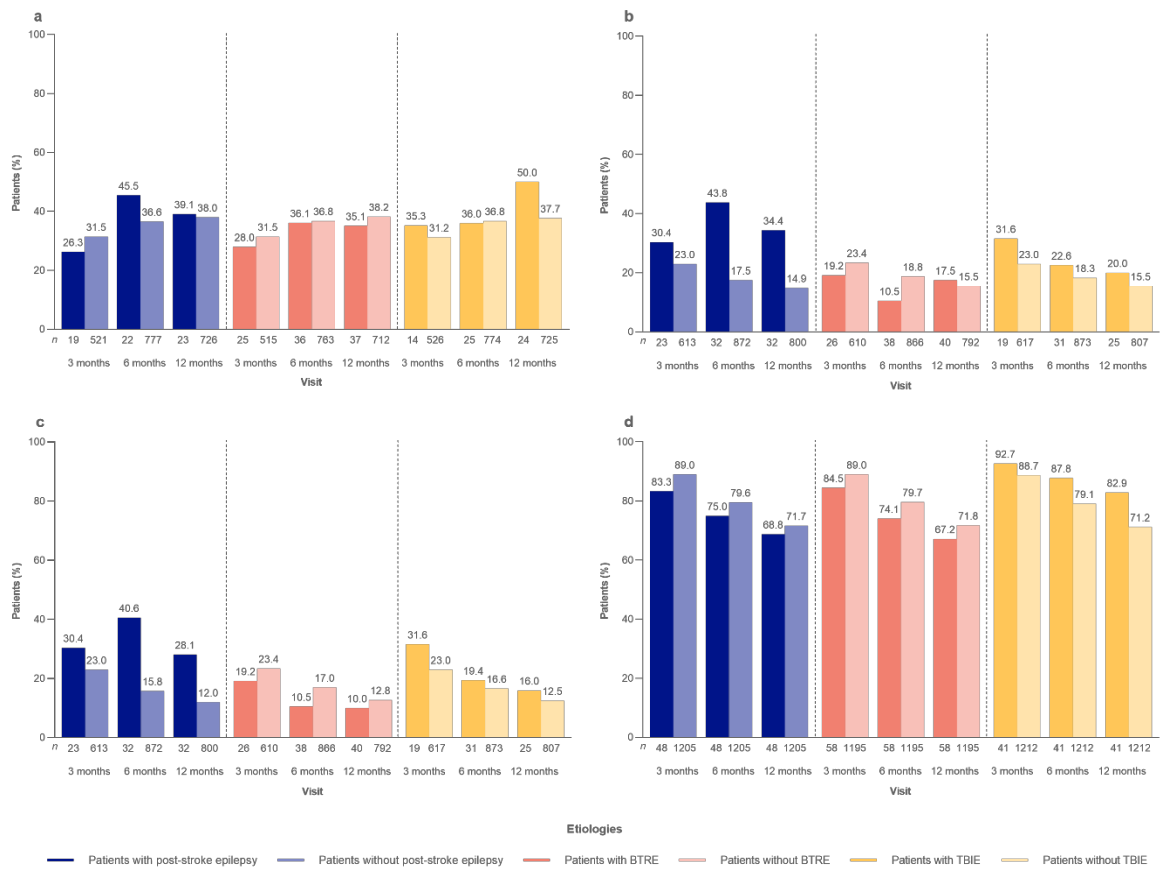 a
Patients (%)
100
80
60
40
20
0
26.3 31.5 45.5 36.6 39.1 38.0 28.0 31.5 36.1 36.8 35.1 38.2 35.3 31.2 36.0 36.8 50.0 37.7
n 19 521 22 777 23 726 25 515 36 763 37 712 14 526 25 774 24 725
3 months 6 months 12 months 3 months 6 months 12 months 3 months 6 months 12 months
Visit
b
Patients (%)
100
80
60
40
20
0
30.4 23.0 43.8 17.5 34.4 14.9 19.2 23.4 10.5 18.8 17.5 15.5 31.6 23.0 22.6 18.3 20.0 15.5
n 23 613 32 872 32 800 26 610 38 866 40 792 19 617 31 873 25 807
3 months 6 months 12 months 3 months 6 months 12 months 3 months 6 months 12 months
Visit
c
Patients (%)
100
80
60
40
20
0
30.4 23.0 40.6 15.8 28.1 12.0 19.2 23.4 10.5 17.0 10.0 12.8 31.6 23.0 19.4 16.6 16.0 12.5
n 23 613 32 872 32 800 26 610 38 866 40 792 19 617 31 873 25 807
3 months 6 months 12 months 3 months 6 months 12 months 3 months 6 months 12 months
Visit
d
Patients (%)
100
80
60
40
20
0
83.3 89.0 75.0 79.6 68.8 71.7 84.5 89.0 74.1 79.7 67.2 71.8 92.7 88.7 87.8 79.1 82.9 71.2
n 48 1205 48 1205 48 1205 58 1195 58 1195 58 1195 41 1212 41 1212 41 1212
3 months 6 months 12 months 3 months 6 months 12 months 3 months 6 months 12 months
Visit
Etiologies
Patients with post-stroke epilepsy Patients without post-stroke epilepsy Patients with BTRE Patients without BTRE Patients with TBIE Patients without TBIE